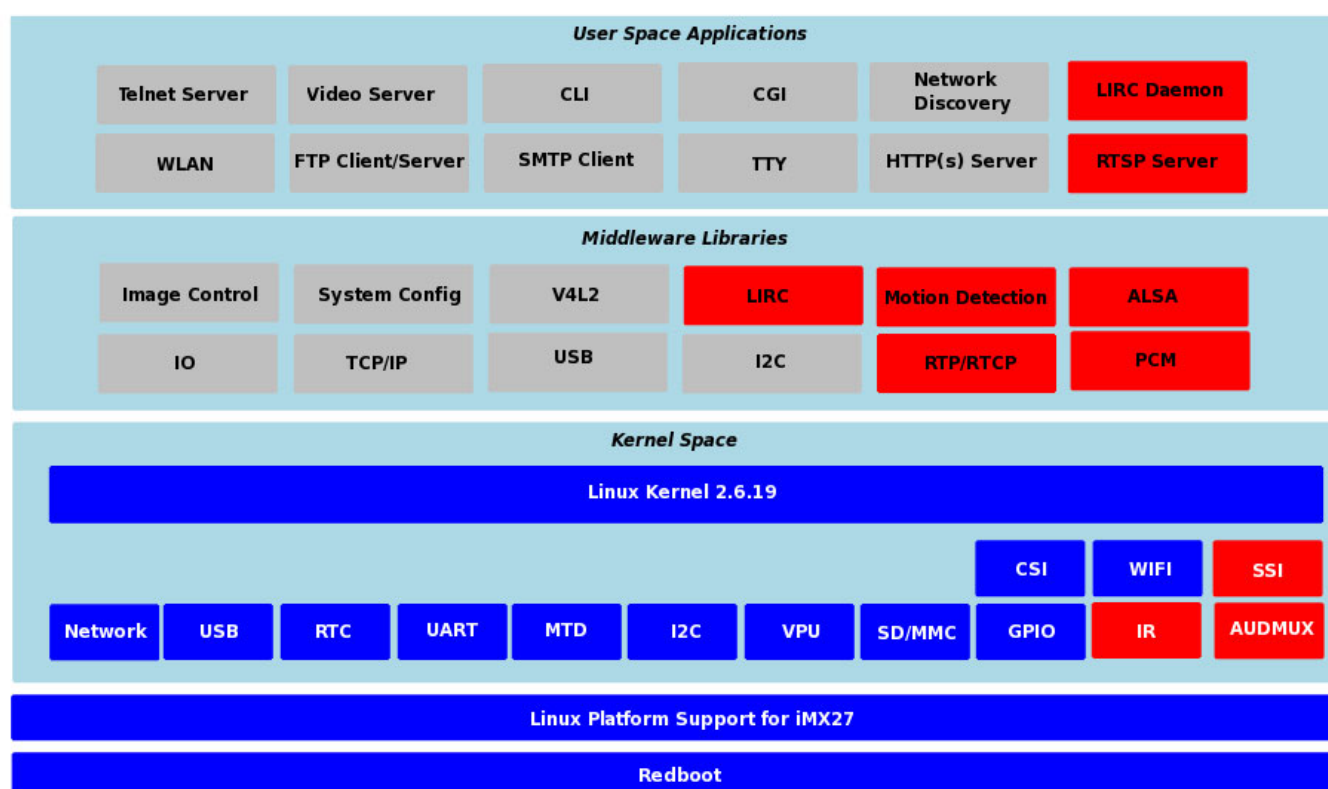 User Space Applications
Telnet Server
Video Server
CLI
CGI
Network
Discovery
LIRC Daemon
WLAN
FTP Client/Server
SMTP Client
TTY
HTTP(s) Server
RTSP Server
Middleware Libraries
Image Control
System Config
V4L2
LIRC
Motion Detection
ALSA
IO
TCP/IP
USB
I2C
RTP/RTCP
PCM
Kernel Space
Linux Kernel 2.6.19
CSI
WIFI
SSI
Network
USB
RTC
UART
MTD
I2C
VPU
SD/MMC
GPIO
IR
AUDMUX
Linux Platform Support for iMX27
Redboot